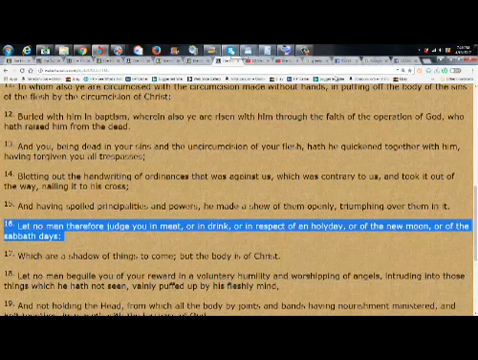 11. In whom also ye are circumcised with the circumcision made without hands, in putting off the body of the sins
of the flesh by the circumcision of Christ:
12. Buried with him in baptism, wherein also ye are risen with him through the faith of the operation of God, who
hath raised him from the dead.
13. And you, being dead in your sins and the uncircumcision of your flesh, hath he quickened together with him,
having forgiven you all trespasses;
14. Blotting out the handwriting of ordinances that was against us, which was contrary to us, and took it out of
the way, nailing it to his cross;
15. And having spoiled principalities and powers, he made a shew of them openly, triumphing over them in it.
16. Let no man therefore judge you in meat, or in drink, or in respect of an holyday, or of the new moon, or of the
sabbath days:
17. Which are a shadow of things to come; but the body is of Christ.
18. Let no man beguile you of your reward in a voluntary humility and worshipping of angels, intruding into those
things which he hath not seen, vainly puffed up by his fleshly mind,
19. And not holding the Head, from which all the body by joints and bands having nourishment ministered, and